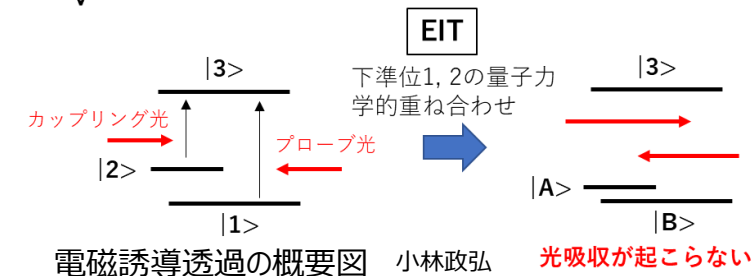 EIT
|3>
下準位1, 2の量子力
学的重ね合わせ
|3>
カップリング光
プローブ光
|2>
|A>
|1>
|B>
電磁誘導透過の概要図 小林政弘
光吸収が起こらない